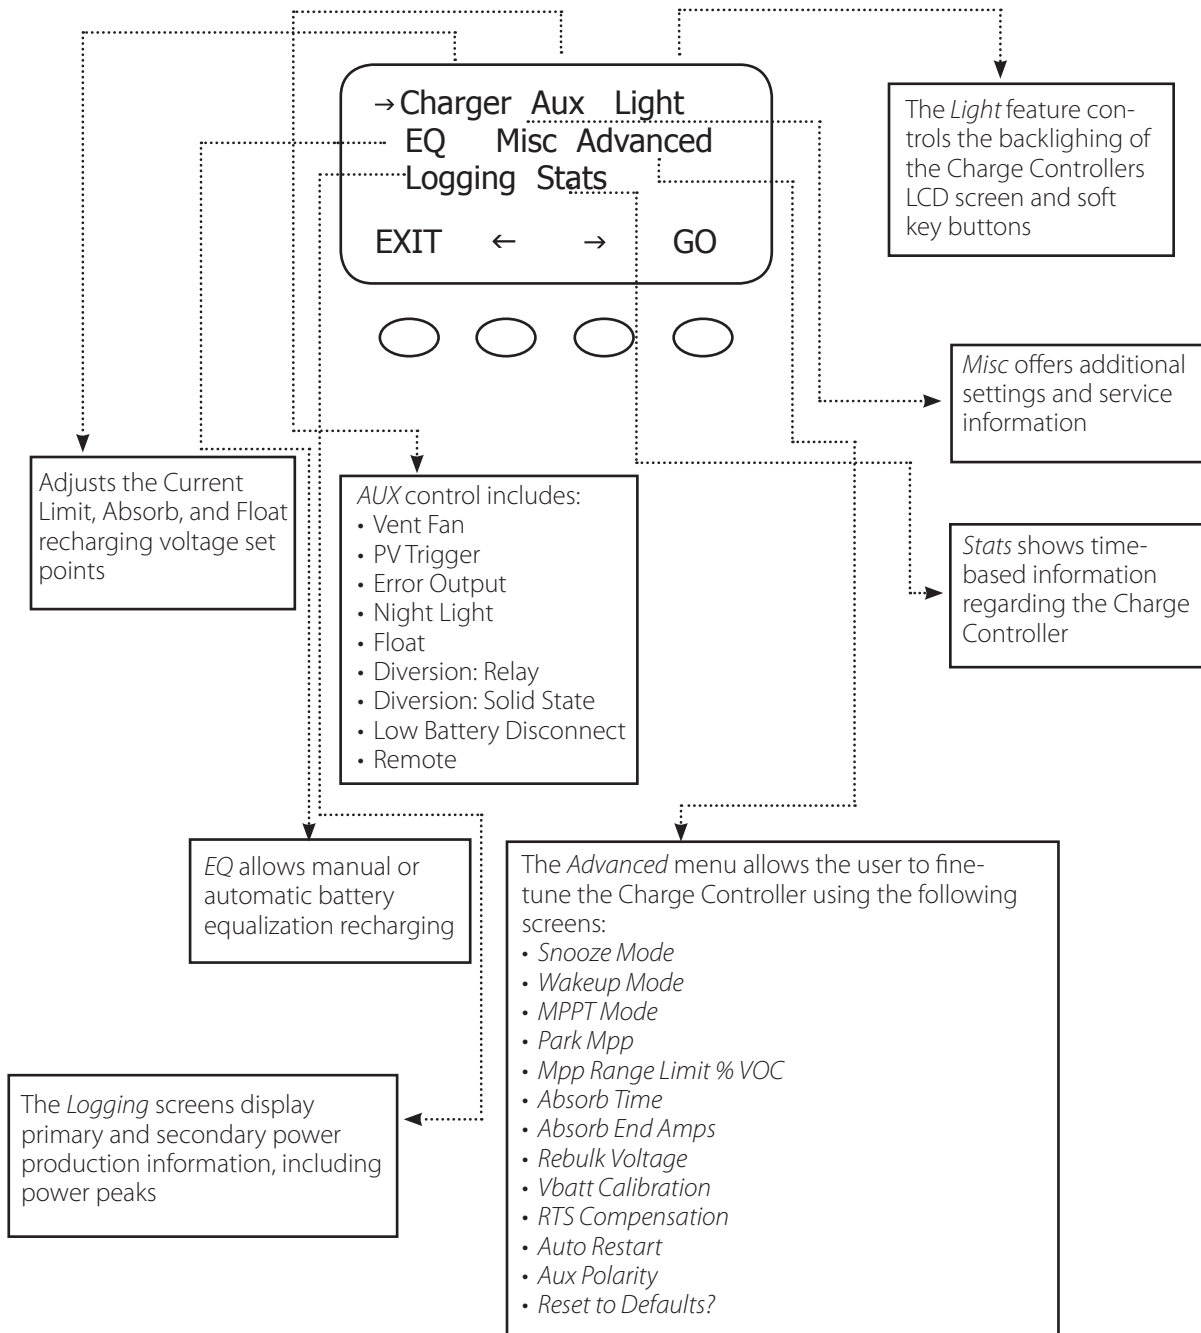 →Charger Aux Light
EQ Misc Advanced
Logging Stats
EXIT ← → GO
The Light feature con-
trols the backlighing of
the Charge Controllers
LCD screen and soft
key buttons
Misc offers additional
settings and service
information
Adjusts the Current
Limit, Absorb, and Float
recharging voltage set
points
AUX control includes:
• Vent Fan
• PV Trigger
• Error Output
• Night Light
• Float
• Diversion: Relay
• Diversion: Solid State
• Low Battery Disconnect
• Remote
Stats shows time-
based information
regarding the Charge
Controller
EQ allows manual or
automatic battery
equalization recharging
The Advanced menu allows the user to fine-
tune the Charge Controller using the following
screens:
• Snooze Mode
• Wakeup Mode
• MPPT Mode
• Park Mpp
• Mpp Range Limit % VOC
• Absorb Time
• Absorb End Amps
• Rebulk Voltage
• Vbatt Calibration
• RTS Compensation
• Auto Restart
• Aux Polarity
• Reset to Defaults?
The Logging screens display
primary and secondary power
production information, including
power peaks